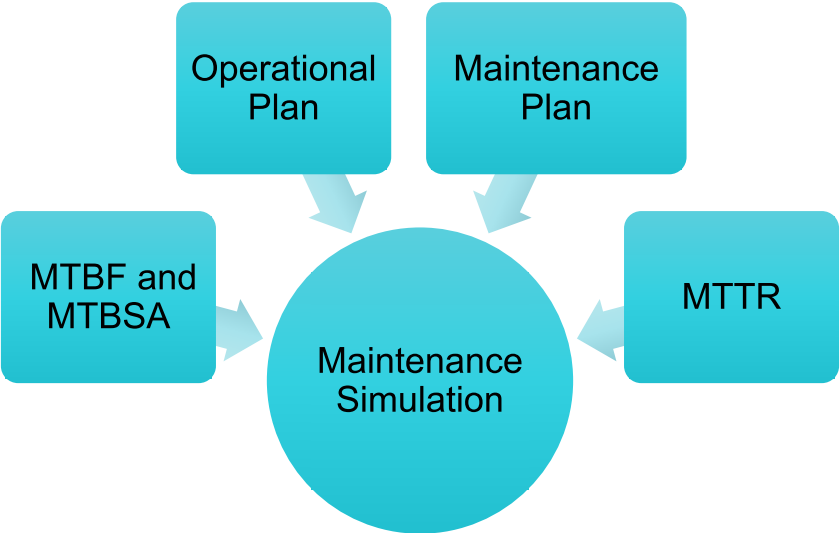 Operational
Plan
Maintenance
Plan
MTBF and
MTBSA
MTTR
Maintenance
Simulation